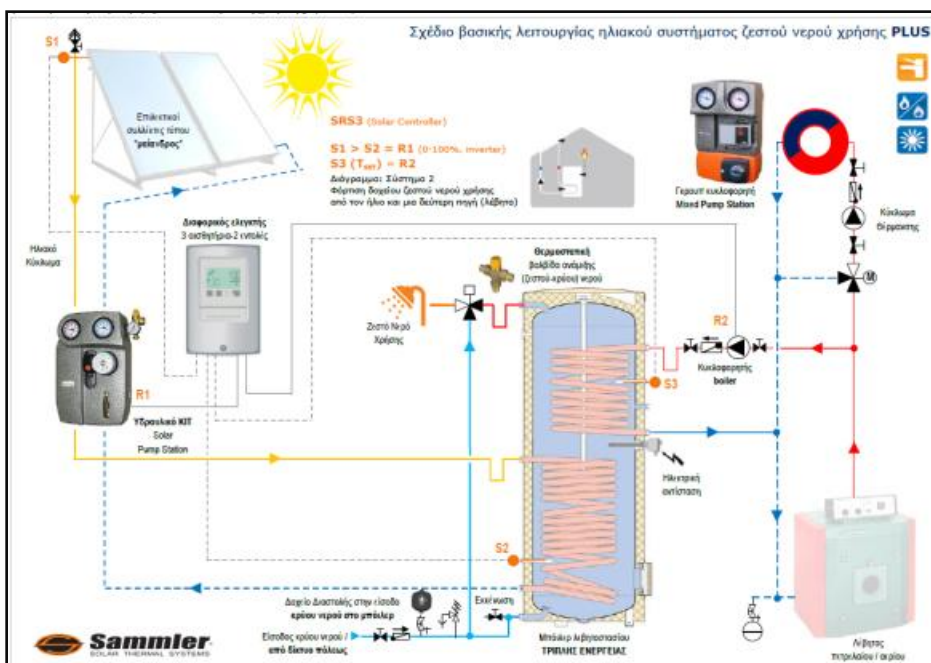 Σχέδιο βασικής λειτουργίας ηλιακού συστήματος ζεστού νερού χρήσης PLUS
S1
Επιλεκτικοί
συλλέκτες τύπου
"μαίανδρος"
SRS3 (Solar Controller)
S1 > S2 = R1 (0-100%, inverter)
S3 (Tset) = R2
Διάγραμμα: Σύστημα 2
Φόρτιση δοχείου ζεστού νερού χρήσης
από τον ήλιο και μια δεύτερη πηγή (λέβητα)
Γκρουπ κυκλοφορητή
Mixed Pump Station
Κύκλωμα
θέρμανσης
M
Ηλιακό
Κύκλωμα
Διαφορικός ελεγκτής
3 αισθητήρια-2 εντολές
Θερμοστατική
βαλβίδα ανάμιξης
(ζεστού-κρύου) νερού
Ζεστό Νερό
Χρήσης
R2
Κυκλοφορητής
boiler
S3
R1
Υδραυλικό KIT
Solar
Pump Station
Ηλεκτρική
αντίσταση
S2
Δοχείο Διαστολής στην είσοδο
κρύου νερού στο μπόιλερ
Εκκένωση
Είσοδος κρύου νερού /
από δίκτυο πόλεως
Μπόιλερ λεβητοστασίου
ΤΡΙΠΛΗΣ ΕΝΕΡΓΕΙΑΣ
Λέβητας
πετρελαίου / αερίου
Sammler
SOLAR THERMAL SYSTEMS